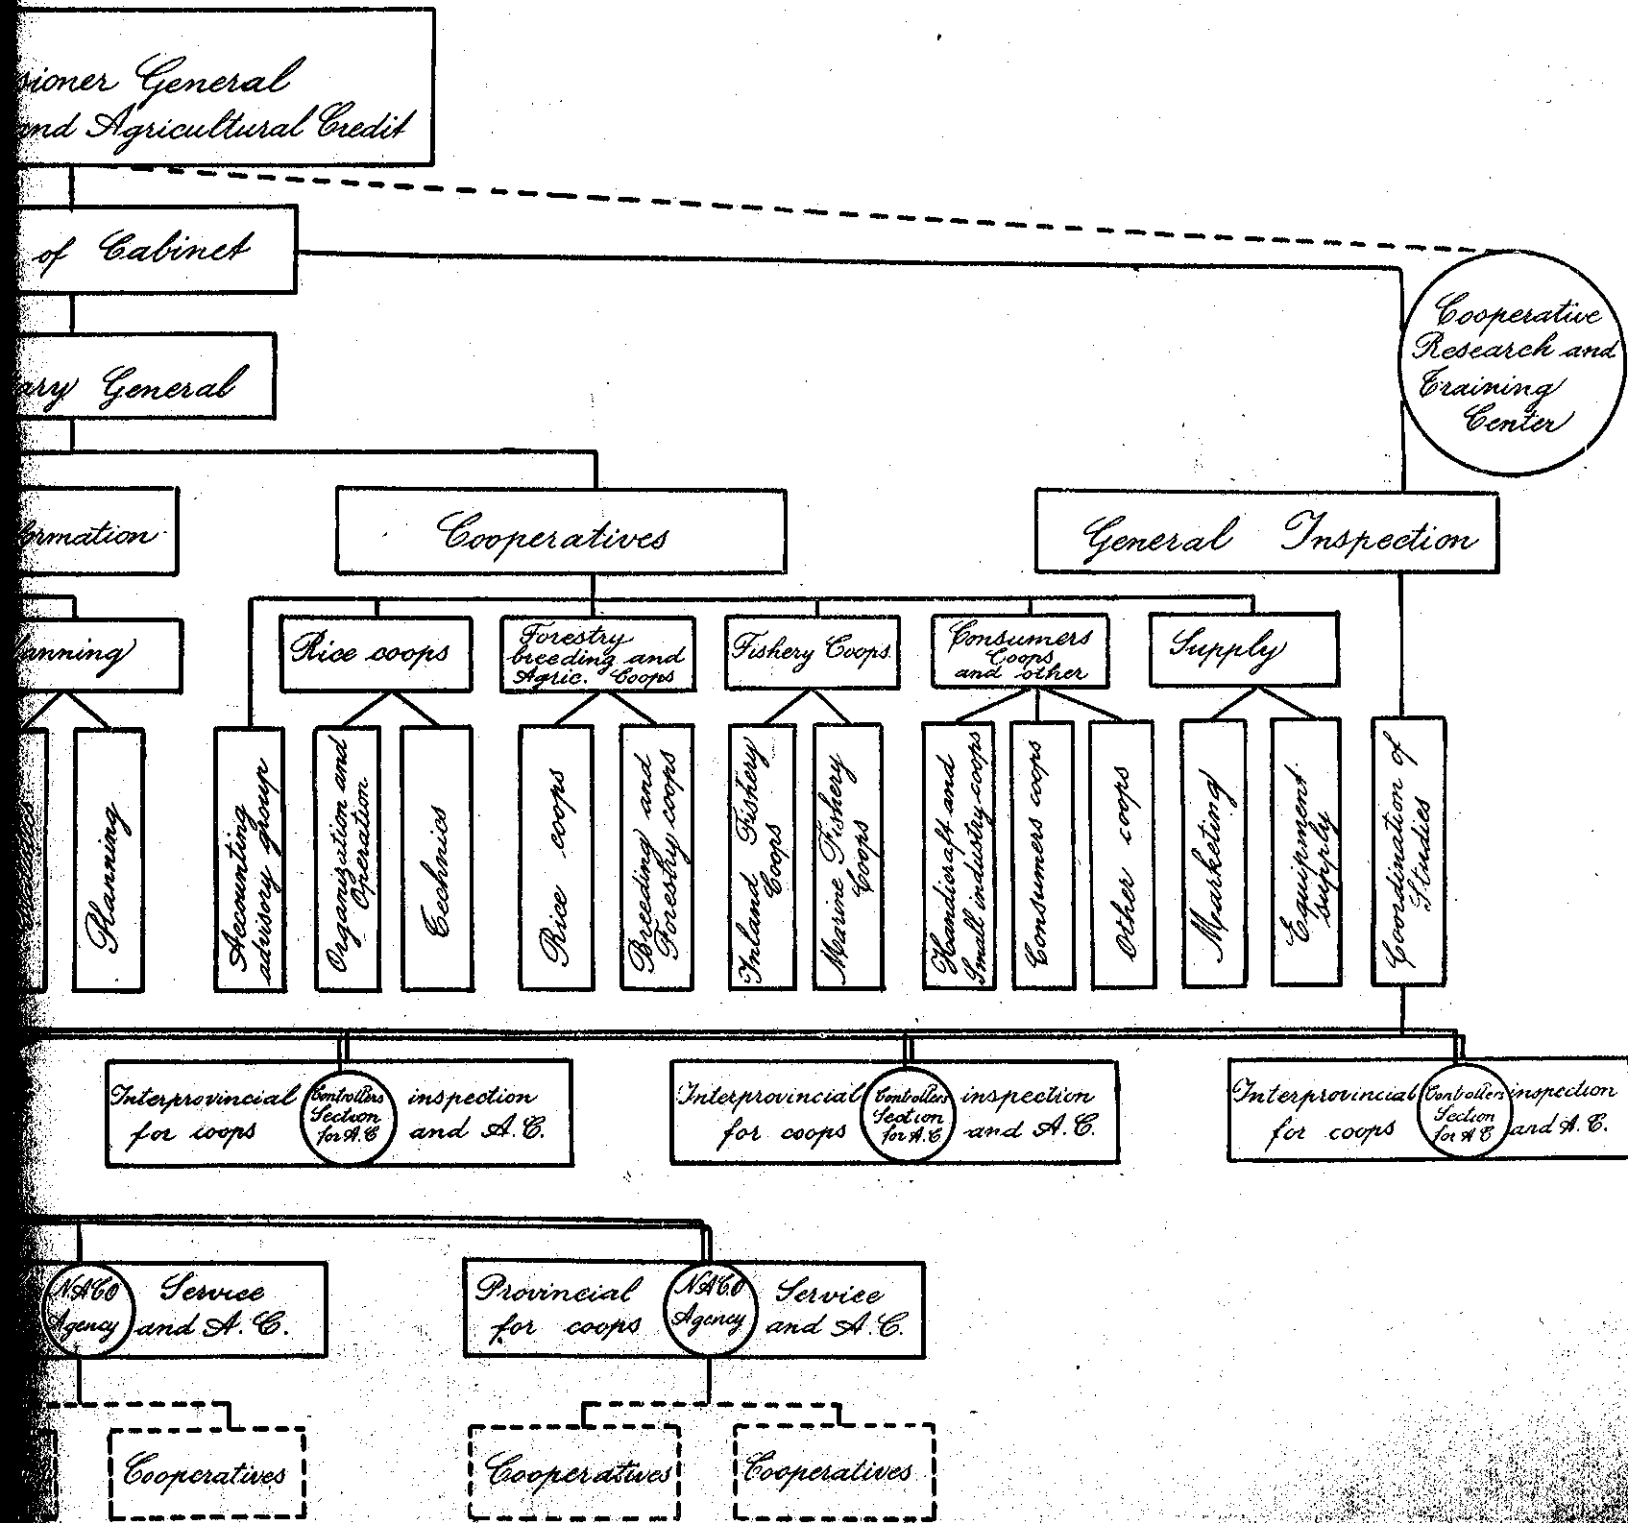 General
and Agricultural Credit
of Cabinet
General
Cooperative
Research and
Training
Center
Cooperatives
General Inspection
Rice coops
Forestry
breeding and
Agric. Coops
Fishery Coops
Consumers
Coops
and other
Supply
Planning
Accounting
advisory group
Organization and
Operation
Technics
Rice coops
Breeding and
Forestry coops
Inland Fishery
Coops
Marine Fishery
Coops
Handicraft and
Small industry coops
Consumers coops
Other coops
Marketing
Equipment
supply
Coordination of
Studies
Interprovincial
for coops
Controllers
Section
for A.C
inspection
and A.C.
Interprovincial
for coops
Controllers
Section
for A.C
inspection
and A.C.
Interprovincial
for coops
Controllers
Section
for A C
inspection
and A.C.
NACO
Agency
Service
and A.C.
Provincial
for coops
NACO
Agency
Service
and A.C.
Cooperatives
Cooperatives
Cooperatives